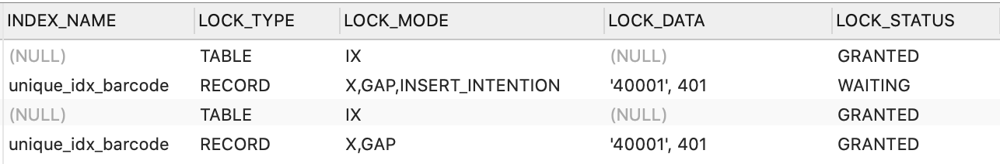 INDEX_NAME LOCK_TYPE LOCK_MODE LOCK_DATA LOCK_STATUS
(NULL) TABLE IX (NULL) GRANTED
unique_idx_barcode RECORD X,GAP,INSERT_INTENTION '40001', 401 WAITING
(NULL) TABLE IX (NULL) GRANTED
unique_idx_barcode RECORD X,GAP '40001', 401 GRANTED